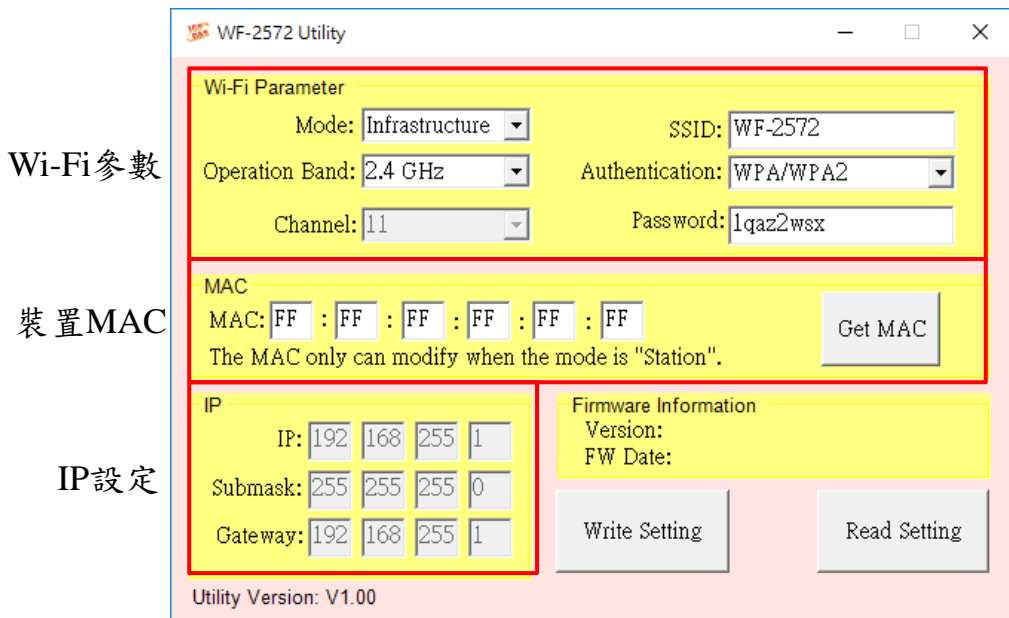 WF-2572 Utility
Wi-Fi參數
Wi-Fi Parameter
Mode: Infrastructure
SSID: WF-2572
Operation Band: 2.4 GHz
Authentication: WPA/WPA2
Channel: 11
Password: 1qaz2wsx
裝置MAC
MAC
MAC: FF : FF : FF : FF : FF : FF
Get MAC
The MAC only can modify when the mode is "Station".
IP設定
IP
IP: 192 168 255 1
Submask: 255 255 255 0
Gateway: 192 168 255 1
Firmware Information
Version:
FW Date:
Write Setting
Read Setting
Utility Version: V1.00